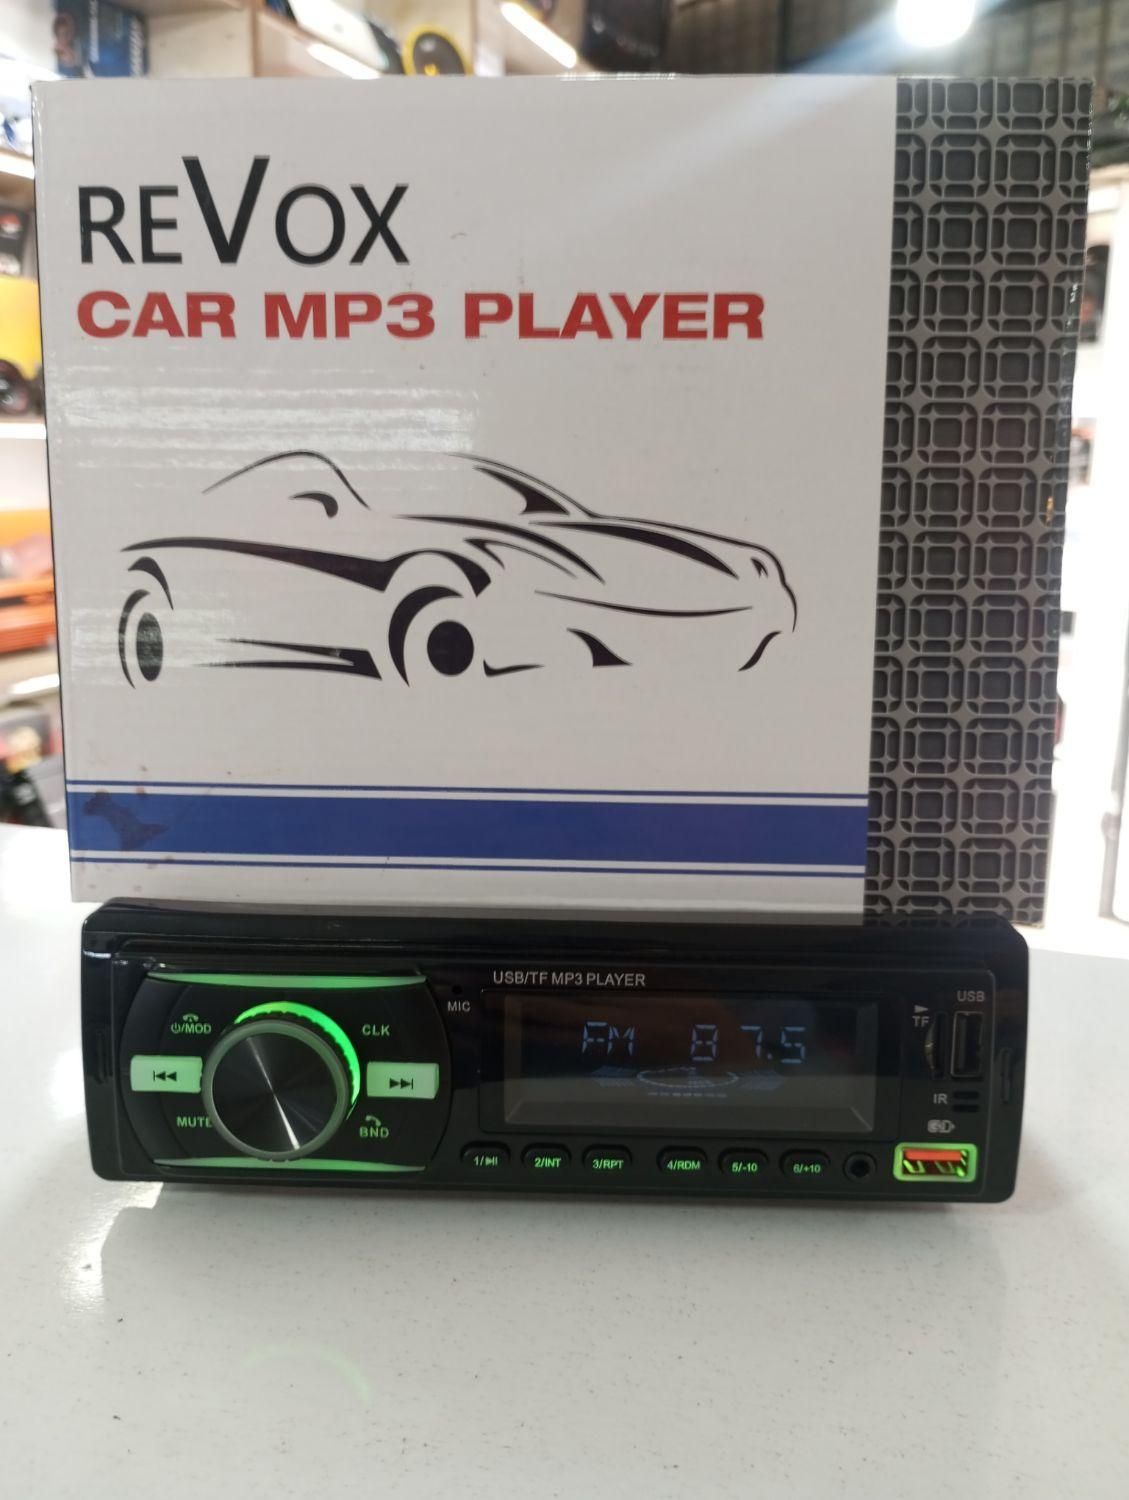 REVOX
CAR MP3 PLAYER
USB/TF MP3 PLAYER
MIC
USB
TF
⏻/MOD
CLK
FM 87.5
MUTE
BND
IR
1/⏯
2/INT
3/RPT
4/RDM
5/-10
6/+10